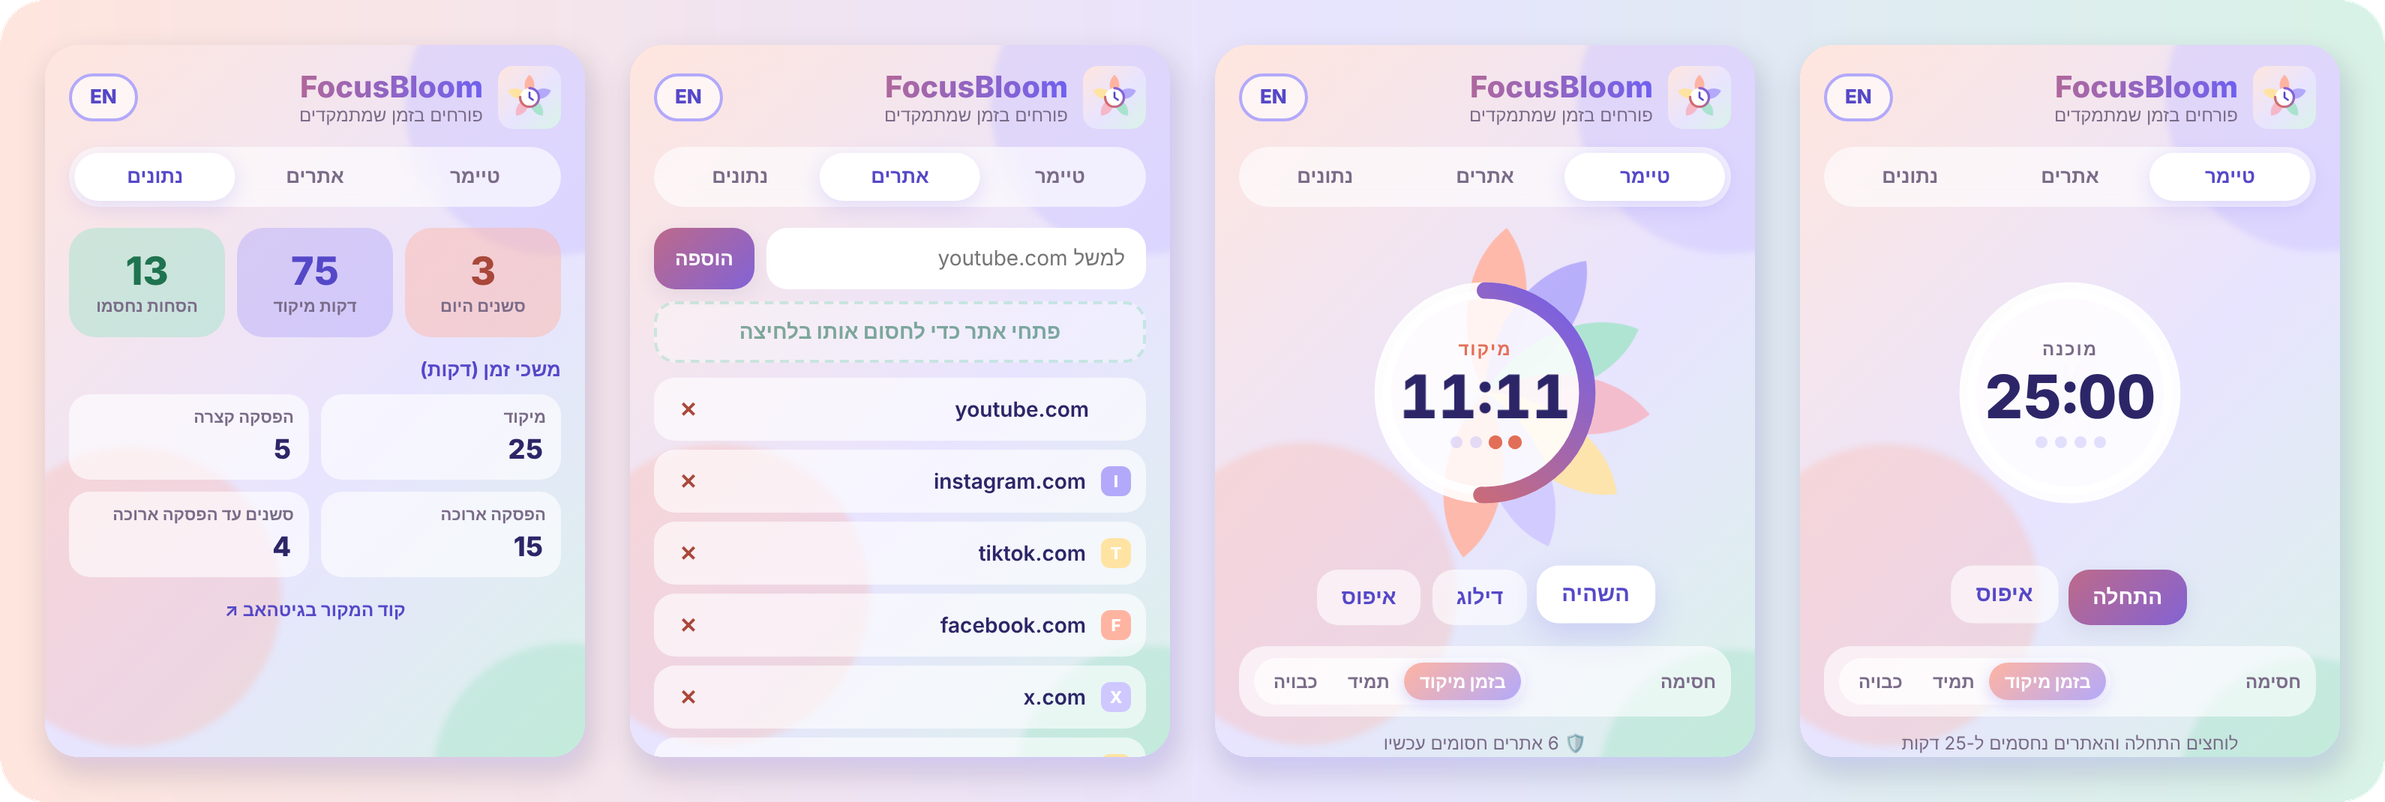 FocusBloom
פורחים בזמן שמתמקדים
EN
טיימר
אתרים
נתונים
מוכנה
25:00
התחלה
איפוס
חסימה
בזמן מיקוד
תמיד
כבויה
לוחצים התחלה והאתרים נחסמים ל-25 דקות
FocusBloom
פורחים בזמן שמתמקדים
EN
טיימר
אתרים
נתונים
מיקוד
11:11
השהיה
דילוג
איפוס
חסימה
בזמן מיקוד
תמיד
כבויה
🛡️ 6 אתרים חסומים עכשיו
FocusBloom
פורחים בזמן שמתמקדים
EN
טיימר
אתרים
נתונים
למשל youtube.com
הוספה
פתחי אתר כדי לחסום אותו בלחיצה
youtube.com ✕
I instagram.com ✕
T tiktok.com ✕
F facebook.com ✕
X x.com ✕
FocusBloom
פורחים בזמן שמתמקדים
EN
טיימר
אתרים
נתונים
3
סשנים היום
75
דקות מיקוד
13
הסחות נחסמו
משכי זמן (דקות)
מיקוד
25
הפסקה קצרה
5
הפסקה ארוכה
15
סשנים עד הפסקה ארוכה
4
קוד המקור בגיטהאב ↗